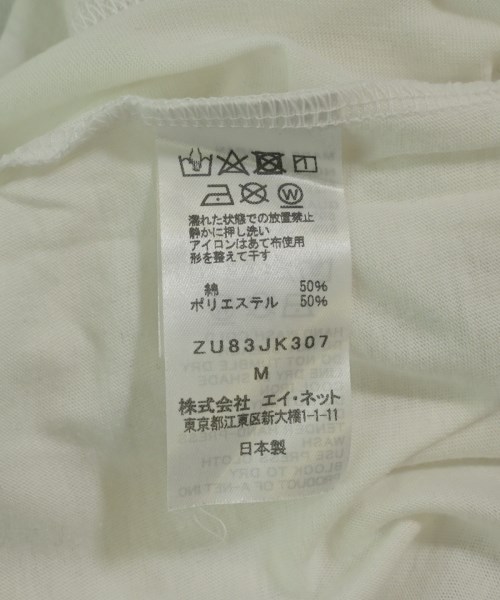 濡れた状態での放置禁止
静かに押し洗い
アイロンはあて布使用
形を整えて干す
綿 50%
ポリエステル 50%
ZU83JK307
M
株式会社 エイ・ネット
東京都江東区新大橋1-1-11
日本製